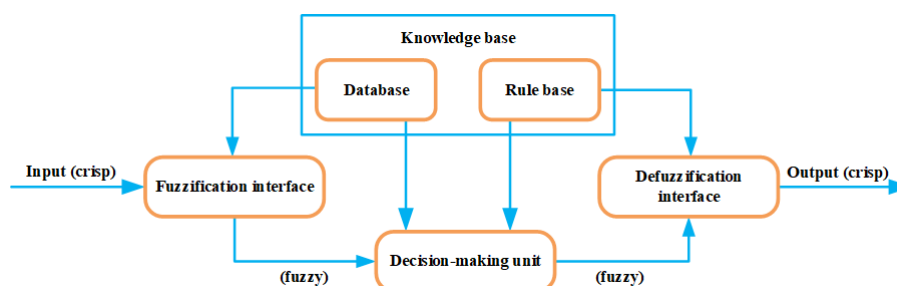 Knowledge base
Database
Rule base
Input (crisp)
Fuzzification interface
Defuzzification
interface
Output (crisp)
Decision-making unit
(fuzzy)
(fuzzy)